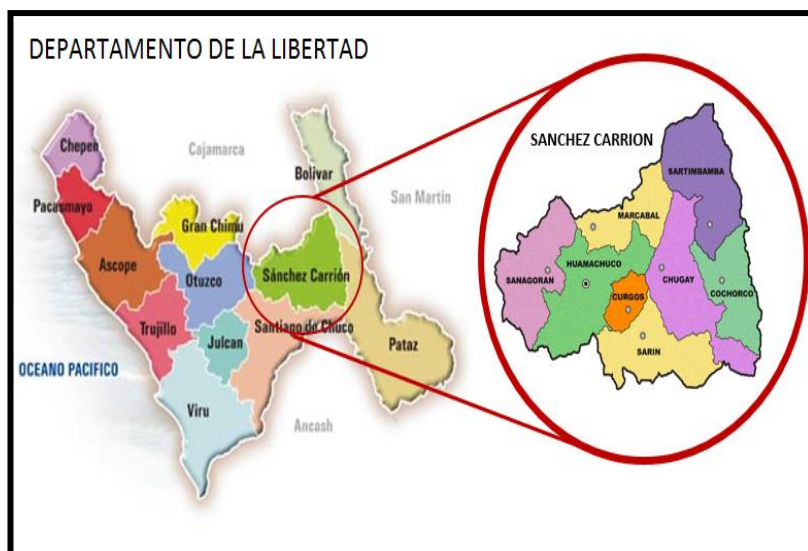 DEPARTAMENTO DE LA LIBERTAD
Chepen
Cajamarca
Bolivar
San Martin
Pacasmayo
Gran Chimu
Ascope
Otuzco
Sánchez Carrión
Trujillo
Julcan
Santiago de Chuco
Pataz
OCEANO PACIFICO
Viru
Ancash
SANCHEZ CARRION
SARTIMBAMBA
MARCABAL
HUAMACHUCO
SANAGORAN
CHUGAY
COCHORCO
CURGOS
SARIN